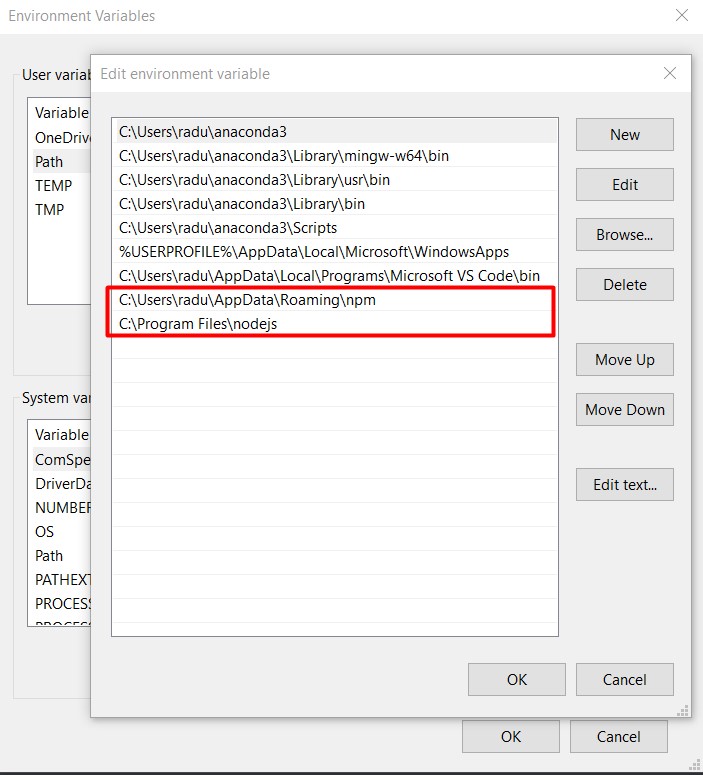 Environment Variables
Edit environment variable
User variab
Variable
OneDrive
Path
TEMP
TMP
C:\Users\radu\anaconda3
C:\Users\radu\anaconda3\Library\mingw-w64\bin
C:\Users\radu\anaconda3\Library\usr\bin
C:\Users\radu\anaconda3\Library\bin
C:\Users\radu\anaconda3\Scripts
%USERPROFILE%\AppData\Local\Microsoft\WindowsApps
C:\Users\radu\AppData\Local\Programs\Microsoft VS Code\bin
C:\Users\radu\AppData\Roaming\npm
C:\Program Files\nodejs
New
Edit
Browse...
Delete
Move Up
Move Down
Edit text...
System var
Variable
ComSpe
DriverDa
NUMBER
OS
Path
PATHEXT
PROCESS
OK
Cancel
OK
Cancel